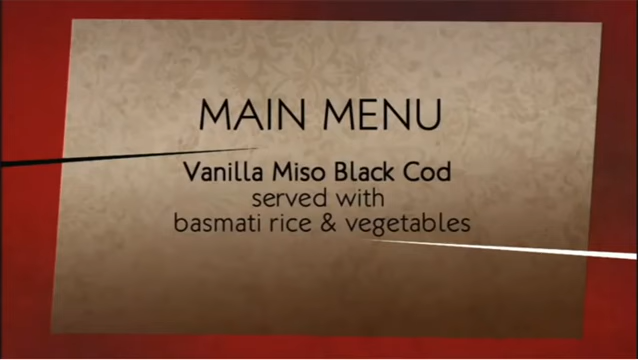 MAIN MENU
Vanilla Miso Black Cod
served with
basmati rice & vegetables